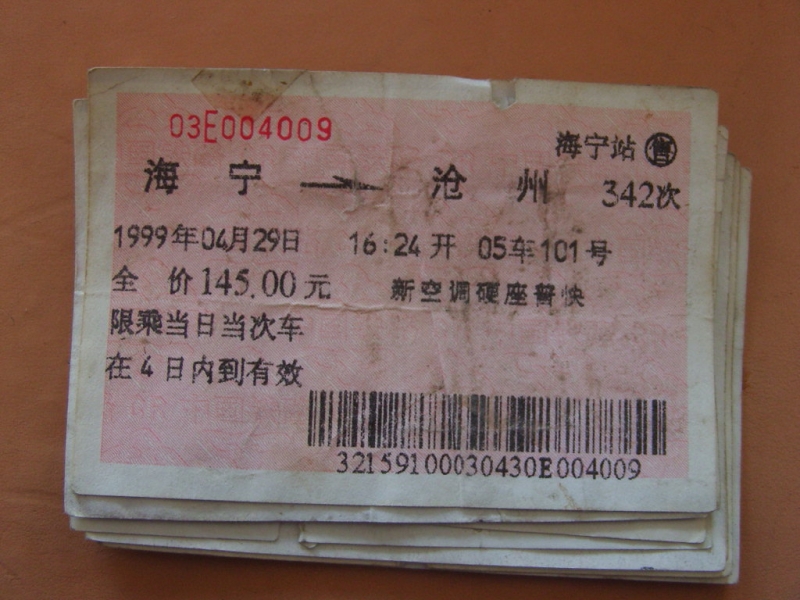 03E004009
海宁站 售
海宁 → 沧州 342次
1999年04月29日 16:24开 05车101号
全 价145.00元 新空调硬座普快
限乘当日当次车
在4日内到有效
32159100030430E004009